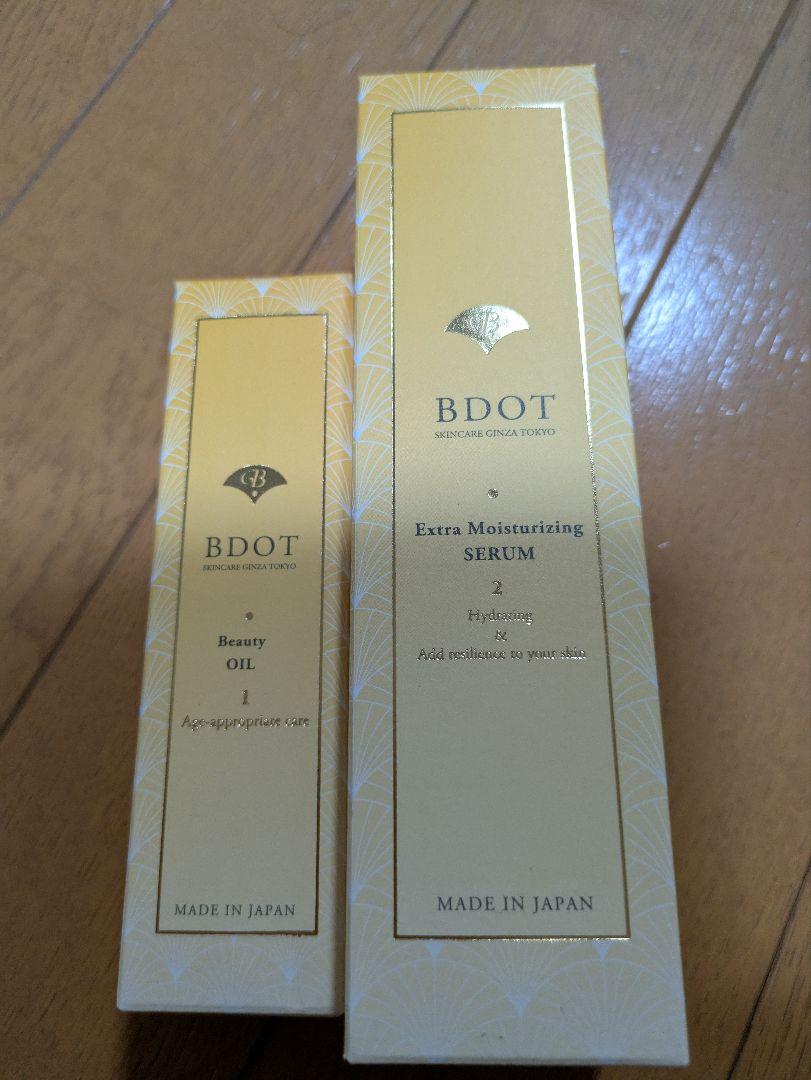 BDOT
SKINCARE GINZA TOKYO
Beauty
OIL
1
Age-appropriate care
MADE IN JAPAN
BDOT
SKINCARE GINZA TOKYO
Extra Moisturizing
SERUM
2
Hydrating
&
Add resilience to your skin
MADE IN JAPAN